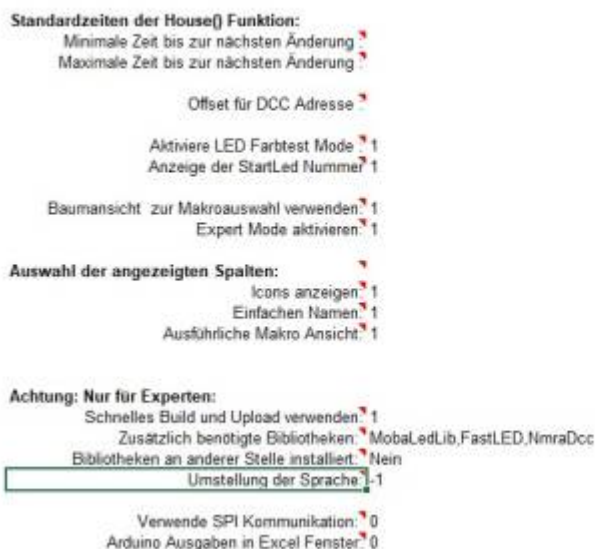 Standardzeiten der House() Funktion:
Minimale Zeit bis zur nächsten Änderung :
Maximale Zeit bis zur nächsten Änderung :
Offset für DCC Adresse :
Aktiviere LED Farbtest Mode : 1
Anzeige der StartLed Nummer 1
Baumansicht zur Makroauswahl verwenden: 1
Expert Mode aktivieren: 1
Auswahl der angezeigten Spalten:
Icons anzeigen: 1
Einfachen Namen: 1
Ausführliche Makro Ansicht: 1
Achtung: Nur für Experten:
Schnelles Build und Upload verwenden: 1
Zusätzlich benötigte Bibliotheken: MobaLedLib,FastLED,NmraDcc
Bibliotheken an anderer Stelle installiert: Nein
Umstellung der Sprache: -1
Verwende SPI Kommunikation: 0
Arduino Ausgaben in Excel Fenster: 0